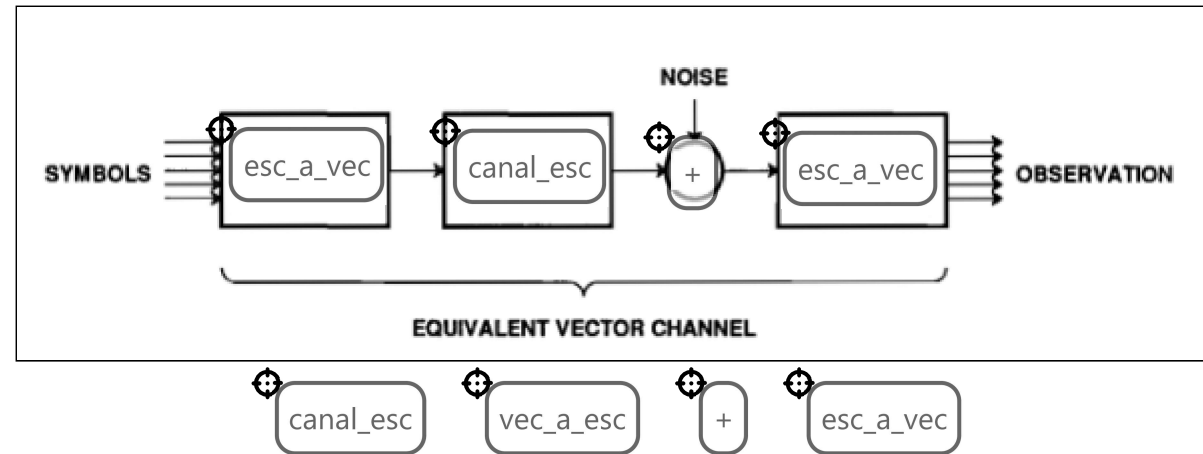 NOISE
SYMBOLS esc_a_vec canal_esc + esc_a_vec OBSERVATION
EQUIVALENT VECTOR CHANNEL
canal_esc vec_a_esc + esc_a_vec